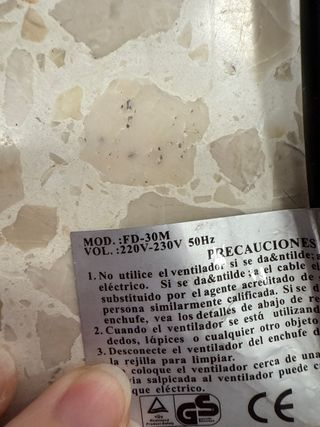 MOD. :FD-30M
VOL. :220V-230V 50Hz
PRECAUCIONES
1. No utilice el ventilador si se da&ntilde;a
eléctrico. Si se da&ntilde;a el cable el
substituido por el agente acreditado de
persona similarmente calificada. Si se d
enchufe, vea los detalles de abajo de re
2. Cuando el ventilador se está utilizand
dedos, lápices o cualquier otro objeto
3. Desconecte el ventilador del enchufe d
la rejilla para limpiar.
coloque el ventilador cerca de una
ria salpicada al ventilador puede c
que eléctrico.
GS
CE